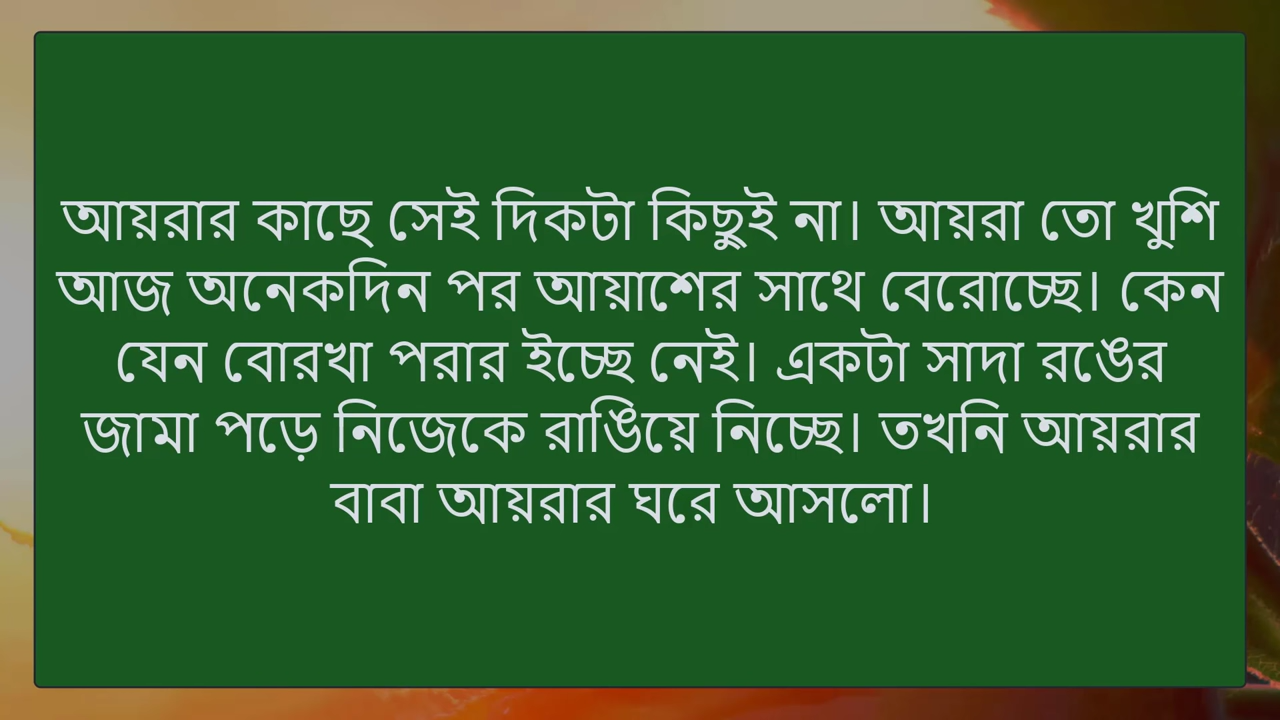 আয়রার কাছে সেই দিকটা কিছুুই না। আয়রা তো খুশি
আজ অনেকদিন পর আয়াশের সাথে বেরোচ্ছে। কেন
যেন বোরখা পরার ইচ্ছে নেই। একটা সাদা রঙের
জামা পড়ে নিজেকে রাঙিয়ে নিচ্ছে। তখনি আয়রার
বাবা আয়রার ঘরে আসলো।